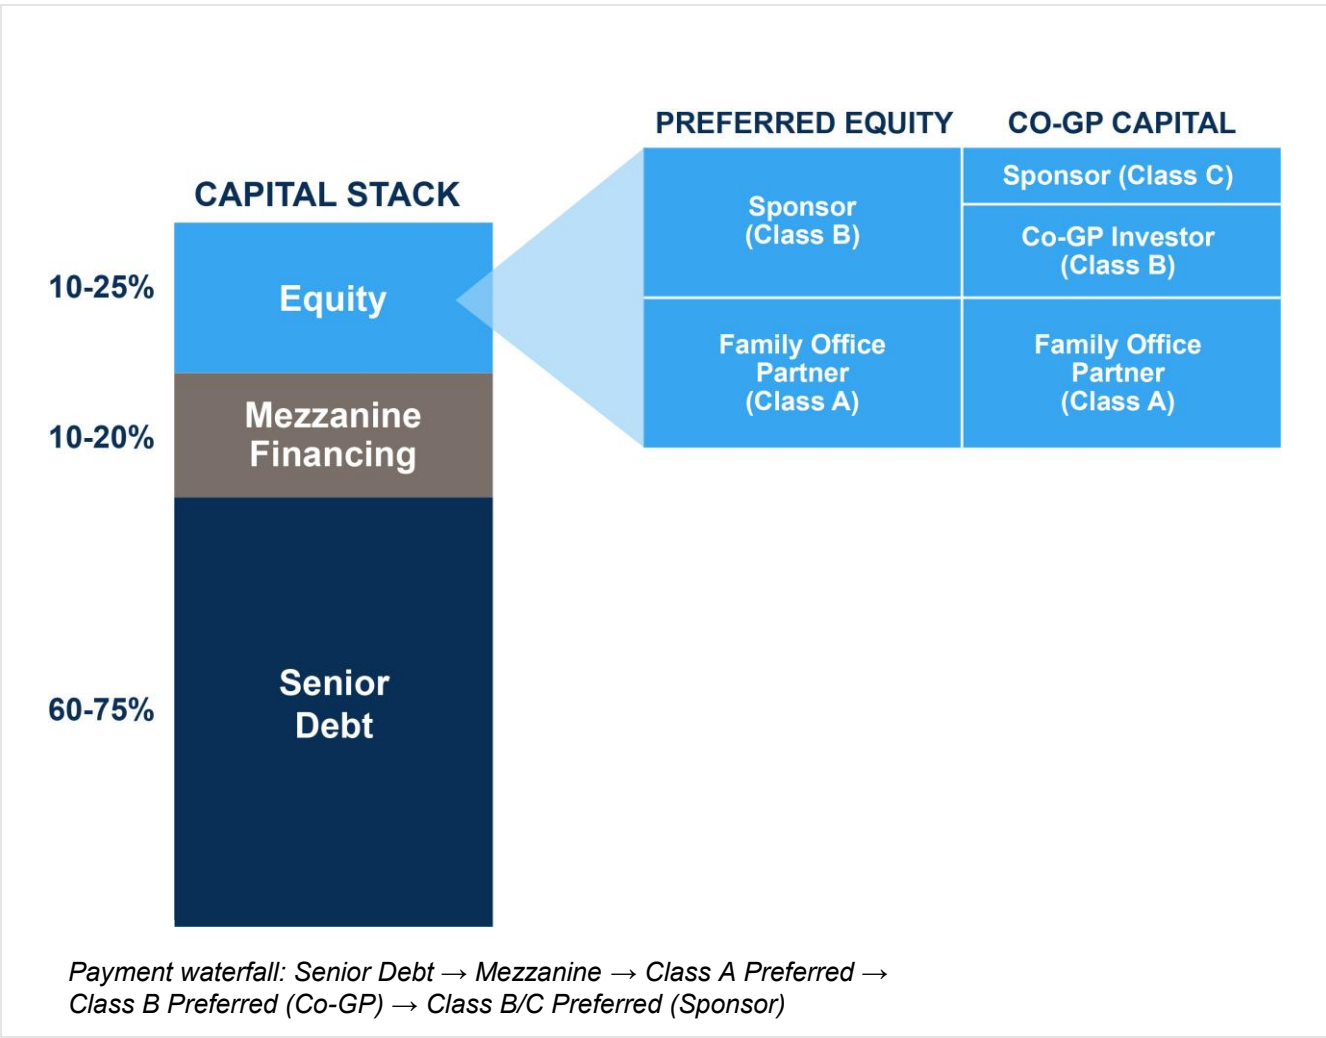 PREFERRED EQUITY
CO-GP CAPITAL
CAPITAL STACK
10-25%
Equity
10-20%
Mezzanine
Financing
60-75%
Senior
Debt
Sponsor
(Class B)
Family Office
Partner
(Class A)
Sponsor (Class C)
Co-GP Investor
(Class B)
Family Office
Partner
(Class A)
Payment waterfall: Senior Debt → Mezzanine → Class A Preferred →
Class B Preferred (Co-GP) → Class B/C Preferred (Sponsor)